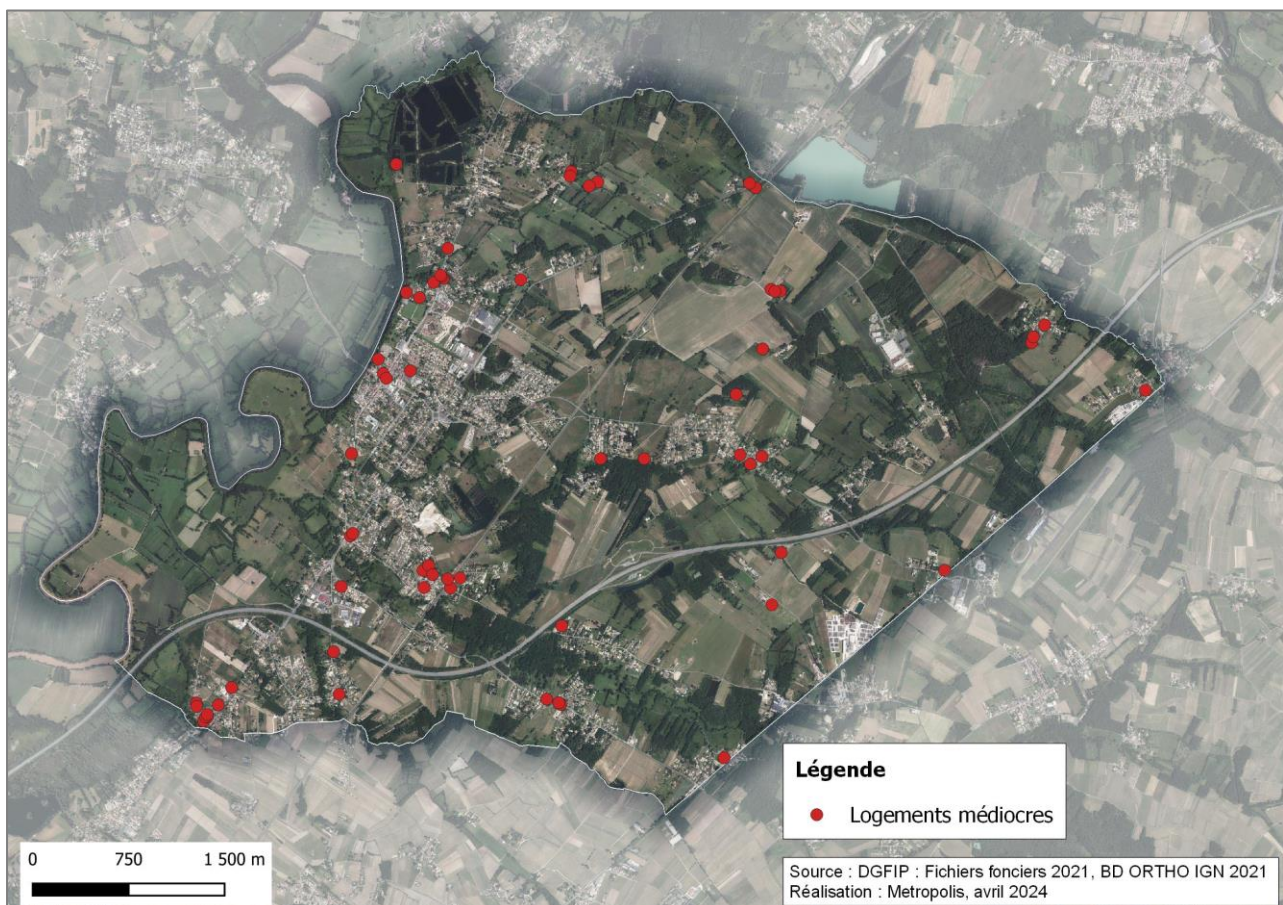 Légende
Logements médiocres
0 750 1 500 m
Source : DGFIP : Fichiers fonciers 2021, BD ORTHO IGN 2021
Réalisation : Metropolis, avril 2024